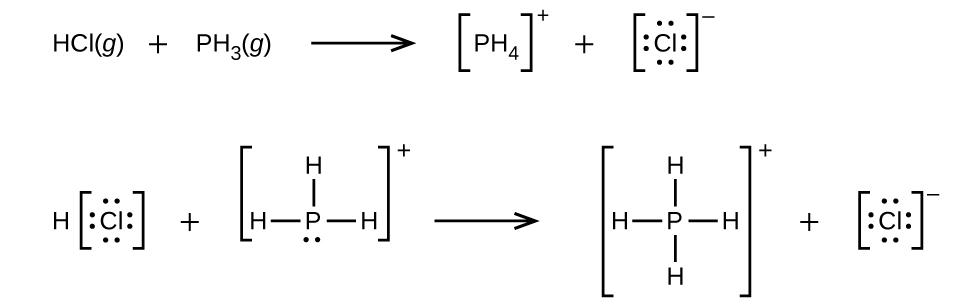 HCl(g) + PH₃(g) ⟶ [PH₄]⁺ + [:Cl:]⁻
H
H [:Cl:] + [H—P—H]⁺ ⟶ [H—P—H]⁺ + [:Cl:]⁻
H H
H